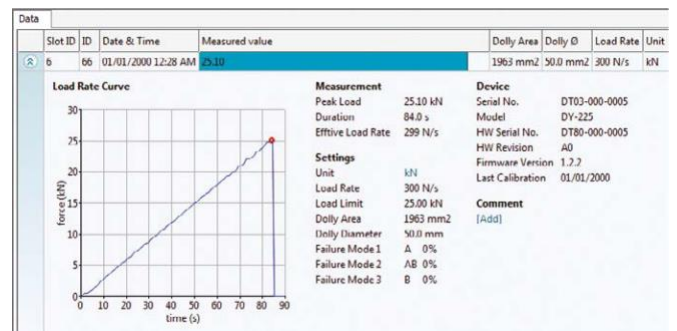 Data
Slot ID ID Date & Time Measured value Dolly Area Dolly Ø Load Rate Unit
6 66 01/01/2000 12:28 AM 25.10 1963 mm2 50.0 mm 300 N/s kN
Load Rate Curve
force (kN)
30
25
20
15
10
5
0
0 10 20 30 40 50 60 70 80 90
time (s)
Measurement
Peak Load 25.10 kN
Duration 84.0 s
Efftive Load Rate 299 N/s
Settings
Unit kN
Load Rate 300 N/s
Load Limit 25.00 kN
Dolly Area 1963 mm2
Dolly Diameter 50.0 mm
Failure Mode 1 A 0%
Failure Mode 2 AB 0%
Failure Mode 3 B 0%
Device
Serial No. DT03-000-0005
Model DY-225
HW Serial No. DT80-000-0005
HW Revision A0
Firmware Version 1.2.2
Last Calibration 01/01/2000
Comment
[Add]